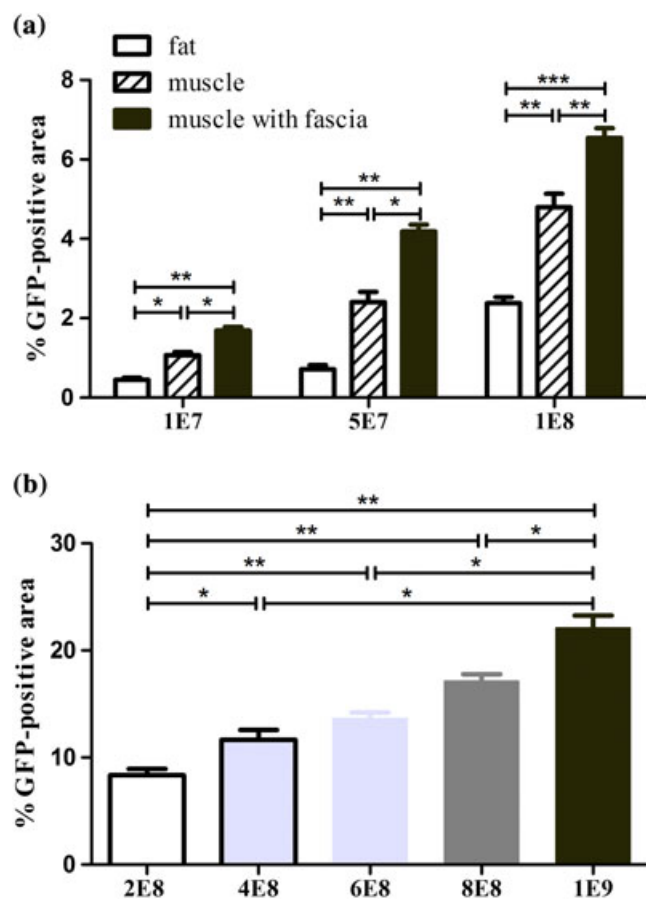 (a)
fat
muscle
muscle with fascia
% GFP-positive area
8
6
4
2
0
***
** **
**
** *
**
* *
1E7 5E7 1E8
(b)
% GFP-positive area
30
20
10
0
**
** *
** *
* *
2E8 4E8 6E8 8E8 1E9